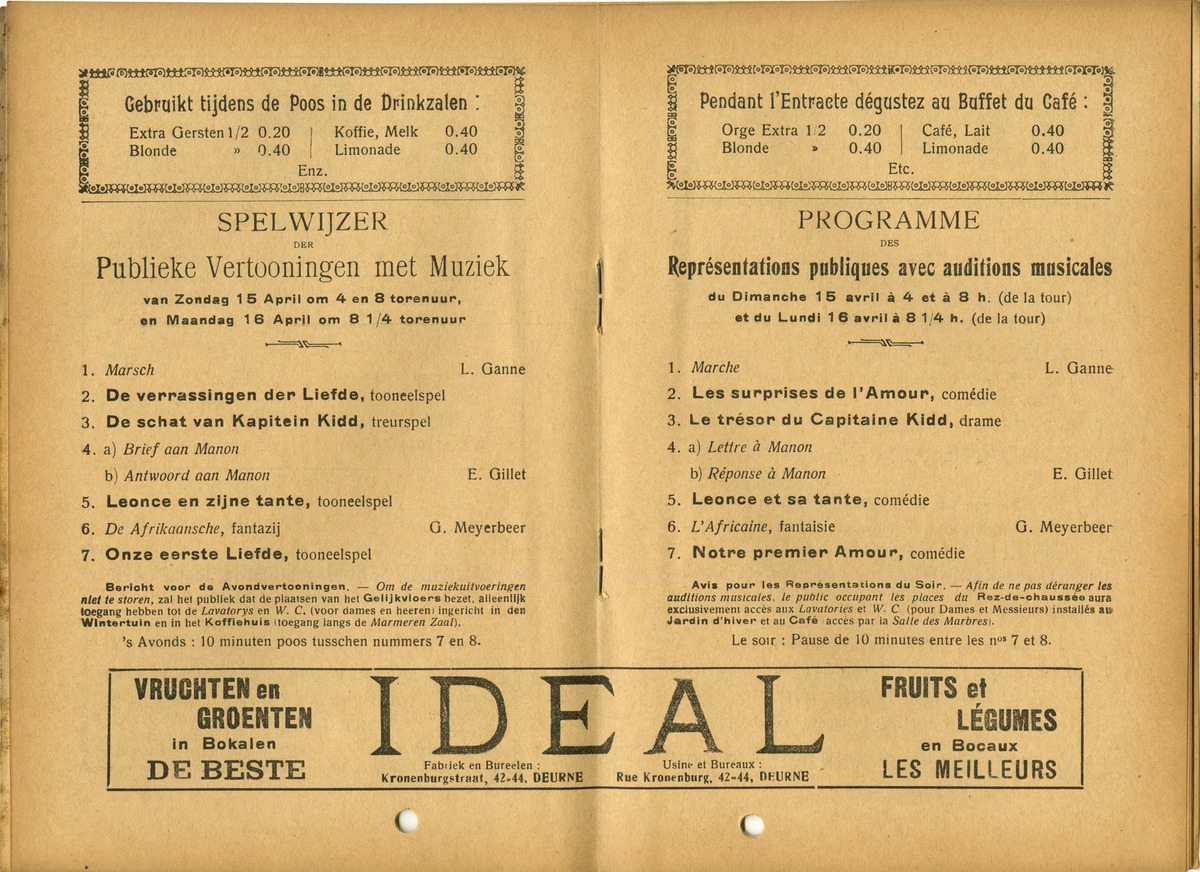 Gebruikt tijdens de Poos in de Drinkzalen :
Extra Gersten 1/2 0.20 | Koffie, Melk 0.40
Blonde » 0.40 | Limonade 0.40
Enz.
SPELWIJZER
DER
Publieke Vertooningen met Muziek
van Zondag 15 April om 4 en 8 torenuur,
en Maandag 16 April om 8 1/4 torenuur
1. Marsch L. Ganne
2. De verrassingen der Liefde, tooneelspel
3. De schat van Kapitein Kidd, treurspel
4. a) Brief aan Manon
b) Antwoord aan Manon E. Gillet
5. Leonce en zijne tante, tooneelspel
6. De Afrikaansche, fantazij G. Meyerbeer
7. Onze eerste Liefde, tooneelspel
Bericht voor de Avondvertooningen. — Om de muziekuitvoeringen
niet te storen, zal het publiek dat de plaatsen van het Gelijkvloers bezet, alleenlijk
toegang hebben tot de Lavatorys en W. C. (voor dames en heeren) ingericht in den
Wintertuin en in het Koffiehuis (toegang langs de Marmeren Zaal).
's Avonds : 10 minuten poos tusschen nummers 7 en 8.
Pendant l'Entracte dégustez au Buffet du Café :
Orge Extra 1/2 0.20 | Café, Lait 0.40
Blonde » 0.40 | Limonade 0.40
Etc.
PROGRAMME
DES
Représentations publiques avec auditions musicales
du Dimanche 15 avril à 4 et à 8 h. (de la tour)
et du Lundi 16 avril à 8 1/4 h. (de la tour)
1. Marche L. Ganne
2. Les surprises de l'Amour, comédie
3. Le trésor du Capitaine Kidd, drame
4. a) Lettre à Manon
b) Réponse à Manon E. Gillet
5. Leonce et sa tante, comédie
6. L'Africaine, fantaisie G. Meyerbeer
7. Notre premier Amour, comédie
Avis pour les Représentations du Soir. — Afin de ne pas déranger les
auditions musicales, le public occupant les places du Rez-de-chaussée aura
exclusivement accès aux Lavatories et W. C. (pour Dames et Messieurs) installés au
Jardin d'hiver et au Café accès par la Salle des Marbres).
Le soir : Pause de 10 minutes entre les nos 7 et 8.
VRUCHTEN en
GROENTEN
in Bokalen
DE BESTE
IDEAL
Fabriek en Bureelen :
Kronenburgstraat, 42-44, DEURNE
Usine et Bureaux :
Rue Kronenburg, 42-44, DEURNE
FRUITS et
LÉGUMES
en Bocaux
LES MEILLEURS